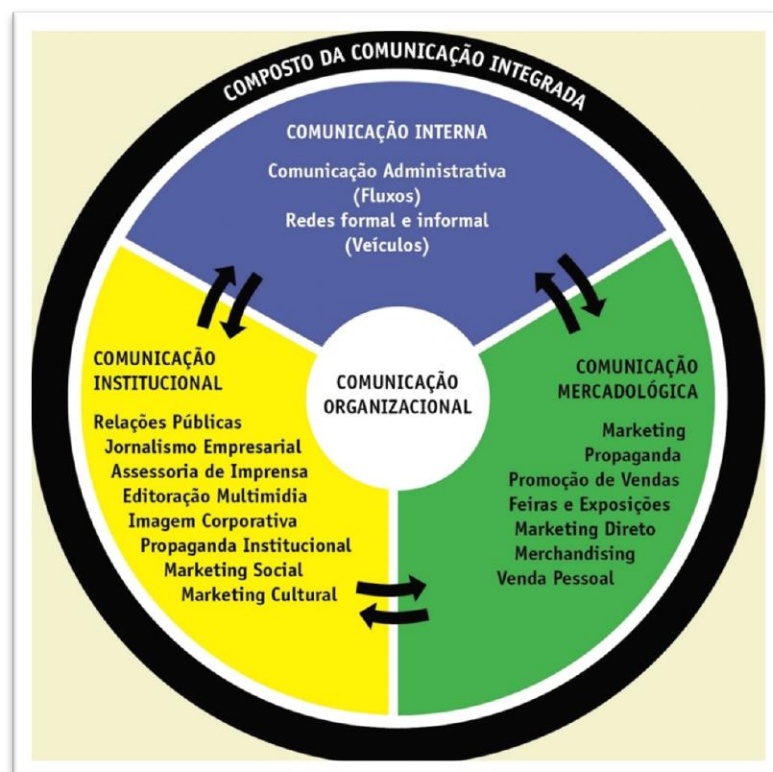 COMPOSTO DA COMUNICAÇÃO INTEGRADA
COMUNICAÇÃO INTERNA
Comunicação Administrativa
(Fluxos)
Redes formal e informal
(Veículos)
COMUNICAÇÃO
INSTITUCIONAL
Relações Públicas
Jornalismo Empresarial
Assessoria de Imprensa
Editoração Multimidia
Imagem Corporativa
Propaganda Institucional
Marketing Social
Marketing Cultural
COMUNICAÇÃO
ORGANIZACIONAL
COMUNICAÇÃO
MERCADOLÓGICA
Marketing
Propaganda
Promoção de Vendas
Feiras e Exposições
Marketing Direto
Merchandising
Venda Pessoal